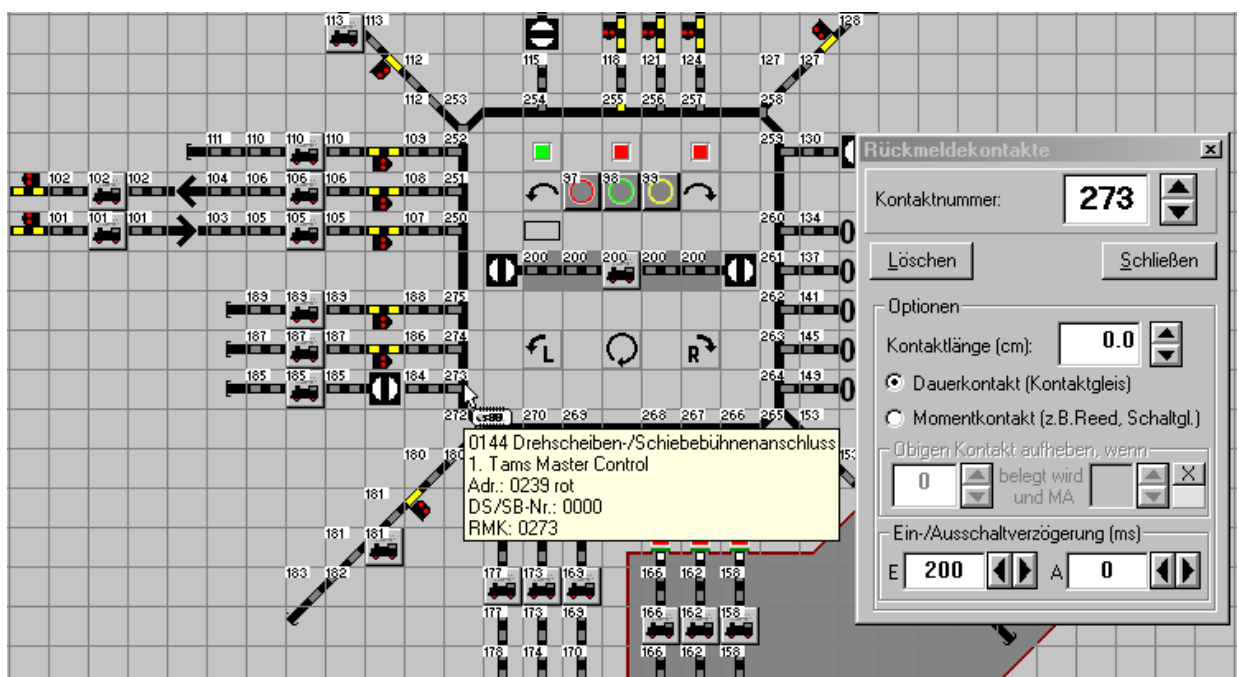 113 113 128
112 115 118 121 124 127 127
112 253 254 255 256 257 258
111 110 110 110 109 252 259 130
102 102 102 104 106 106 106 108 251 97 98 99
101 101 101 103 105 105 105 107 250 260 134
200 200 200 200 200 261 137
189 189 189 188 275 262 141
187 187 187 186 274 L R 263 145
185 185 185 184 273 264 149
272 270 269 268 267 266 265 153
180 180
181
181 181
183 182 177 173 169 166 162 158
177 173 169 166 162 158
178 174 170 166 162 158
0144 Drehscheiben-/Schiebebühnenanschluss
1. Tams Master Control
Adr.: 0239 rot
DS/SB-Nr.: 0000
RMK: 0273
Rückmeldekontakte
Kontaktnummer: 273
Löschen Schließen
Optionen
Kontaktlänge (cm): 0.0
Dauerkontakt (Kontaktgleis)
Momentkontakt (z.B.Reed, Schaltgl.)
Obigen Kontakt aufheben, wenn
0 belegt wird X
und MA
Ein-/Ausschaltverzögerung (ms)
E 200 A 0